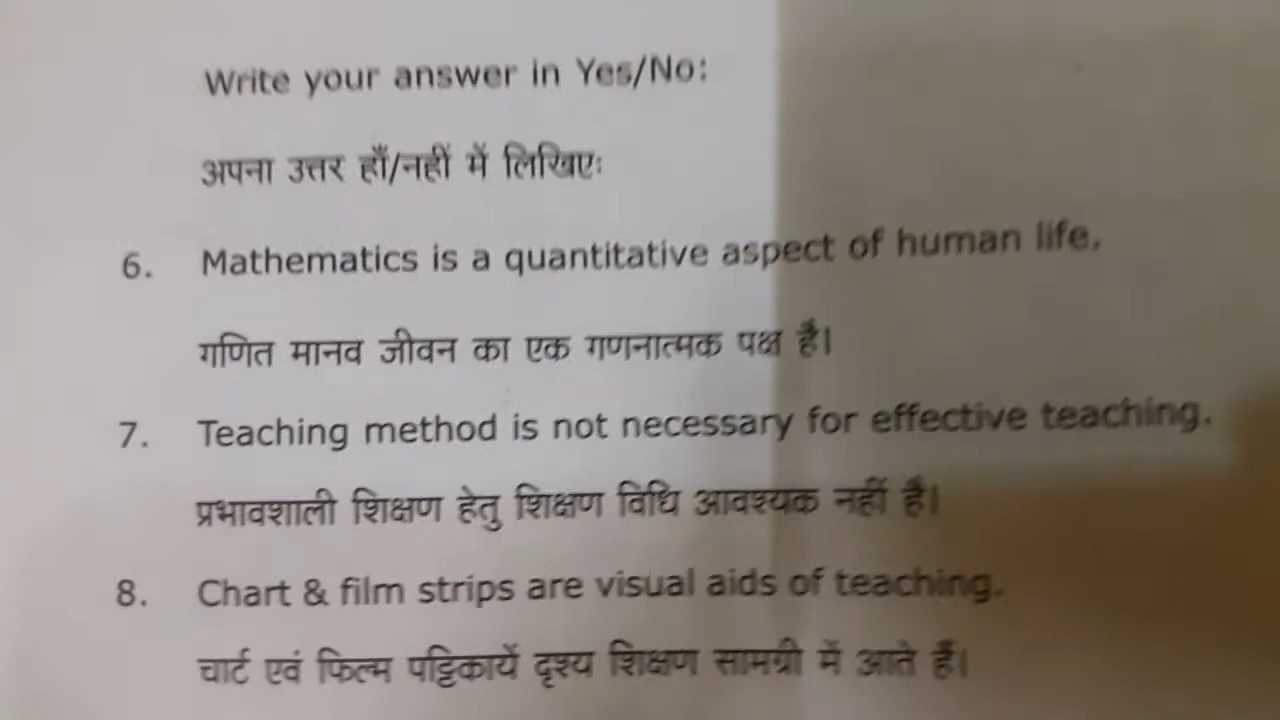 Write your answer in Yes/No:
अपना उत्तर हाँ/नहीं में लिखिएः
6. Mathematics is a quantitative aspect of human life.
गणित मानव जीवन का एक गणनात्मक पक्ष है।
7. Teaching method is not necessary for effective teaching.
प्रभावशाली शिक्षण हेतु शिक्षण विधि आवश्यक नहीं है।
8. Chart & film strips are visual aids of teaching.
चार्ट एवं फिल्म पट्टिकायें दृश्य शिक्षण सामग्री में आते हैं।